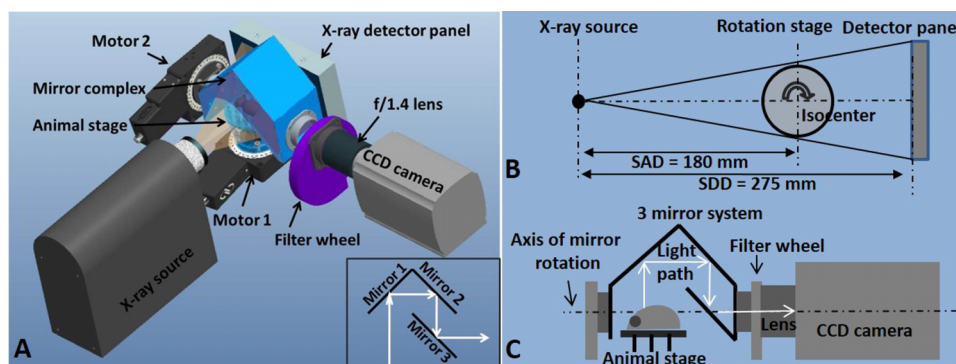 Motor 2
X-ray detector panel
Mirror complex
f/1.4 lens
Animal stage
CCD camera
Motor 1
Filter wheel
X-ray source
Mirror 1
Mirror 2
Mirror 3
A
X-ray source
Rotation stage
Detector panel
Isocenter
SAD = 180 mm
SDD = 275 mm
B
3 mirror system
Axis of mirror
rotation
Light
path
Filter wheel
Lens
CCD camera
Animal stage
C